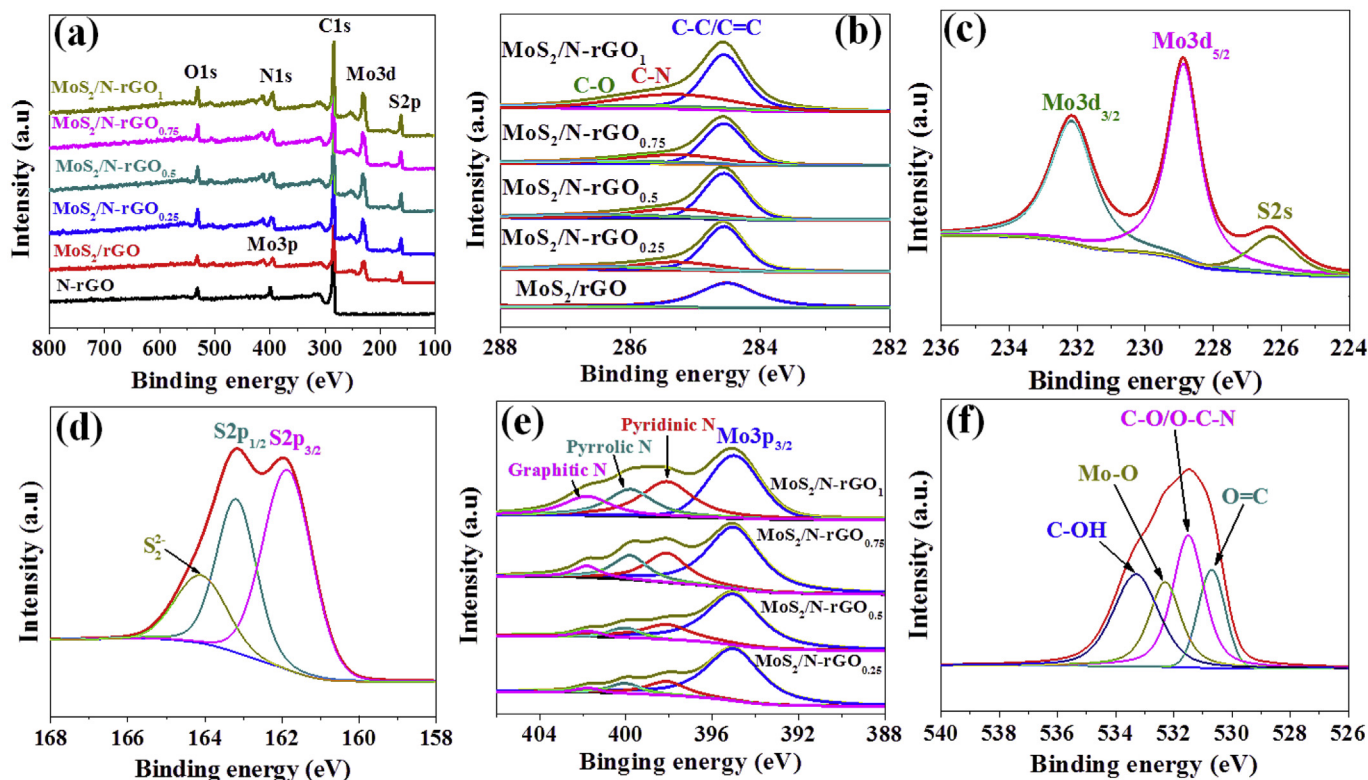 (a)
C1s
O1s
N1s
Mo3d
S2p
MoS2/N-rGO1
MoS2/N-rGO0.75
MoS2/N-rGO0.5
MoS2/N-rGO0.25
Mo3p
MoS2/rGO
N-rGO
Intensity (a.u)
800 700 600 500 400 300 200 100
Binding energy (eV)
(b)
C-C/C=C
MoS2/N-rGO1
C-O
C-N
MoS2/N-rGO0.75
MoS2/N-rGO0.5
MoS2/N-rGO0.25
MoS2/rGO
Intensity (a.u)
288 286 284 282
Binding energy (eV)
(c)
Mo3d5/2
Mo3d3/2
S2s
Intensity (a.u)
236 234 232 230 228 226 224
Binding energy (eV)
(d)
S2p1/2
S2p3/2
S2 2-
Intensity (a.u)
168 166 164 162 160 158
Binding energy (eV)
(e)
Pyridinic N
Pyrrolic N
Graphitic N
Mo3p3/2
MoS2/N-rGO1
MoS2/N-rGO0.75
MoS2/N-rGO0.5
MoS2/N-rGO0.25
Intensity (a.u)
404 400 396 392 388
Binging energy (eV)
(f)
C-O/O-C-N
Mo-O
O=C
C-OH
Intensity (a.u.)
540 538 536 534 532 530 528 526
Binding energy (eV)